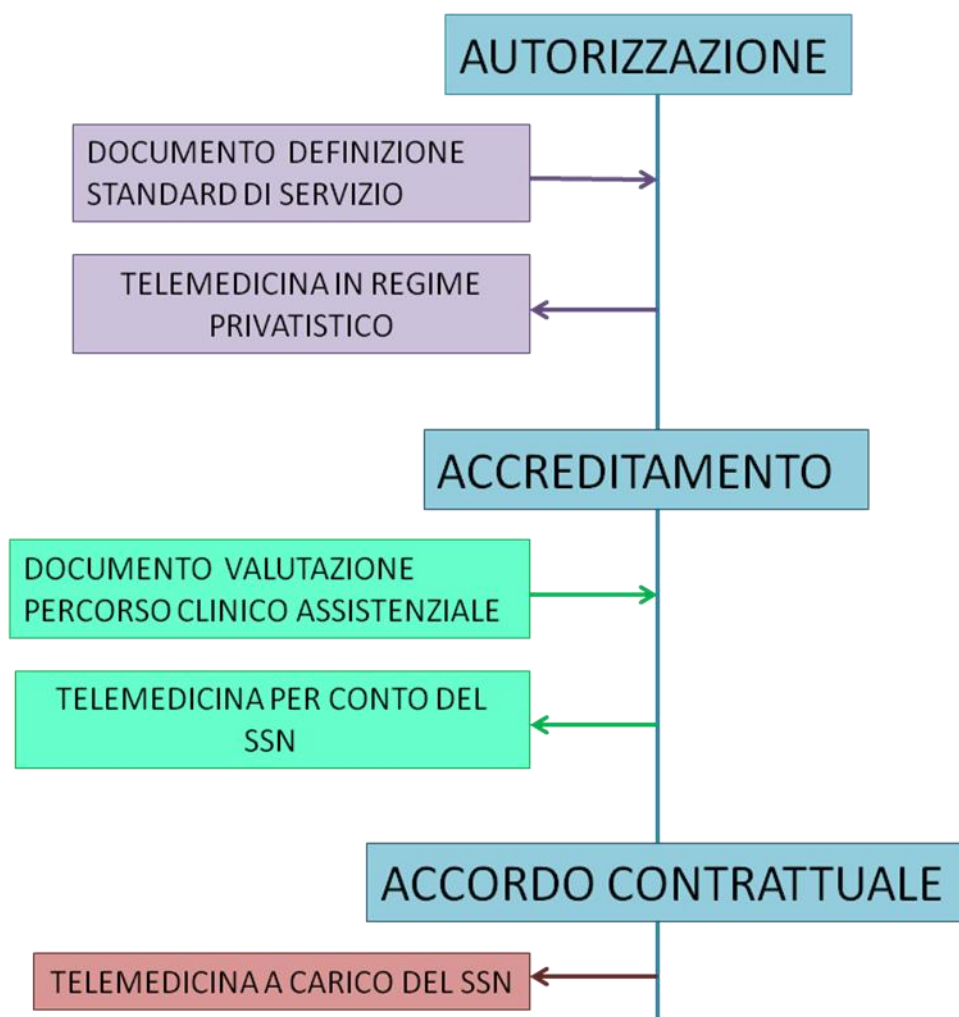 AUTORIZZAZIONE
DOCUMENTO DEFINIZIONE
STANDARD DI SERVIZIO
TELEMEDICINA IN REGIME
PRIVATISTICO
ACCREDITAMENTO
DOCUMENTO VALUTAZIONE
PERCORSO CLINICO ASSISTENZIALE
TELEMEDICINA PER CONTO DEL
SSN
ACCORDO CONTRATTUALE
TELEMEDICINA A CARICO DEL SSN